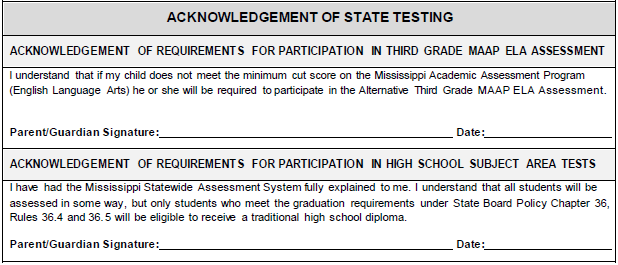 ACKNOWLEDGEMENT OF STATE TESTING
ACKNOWLEDGEMENT OF REQUIREMENTS FOR PARTICIPATION IN THIRD GRADE MAAP ELA ASSESSMENT
I understand that if my child does not meet the minimum cut score on the Mississippi Academic Assessment Program
(English Language Arts) he or she will be required to participate in the Alternative Third Grade MAAP ELA Assessment.
Parent/Guardian Signature:____________________ Date:____________________
ACKNOWLEDGEMENT OF REQUIREMENTS FOR PARTICIPATION IN HIGH SCHOOL SUBJECT AREA TESTS
I have had the Mississippi Statewide Assessment System fully explained to me. I understand that all students will be
assessed in some way, but only students who meet the graduation requirements under State Board Policy Chapter 36,
Rules 36.4 and 36.5 will be eligible to receive a traditional high school diploma.
Parent/Guardian Signature:____________________ Date:____________________